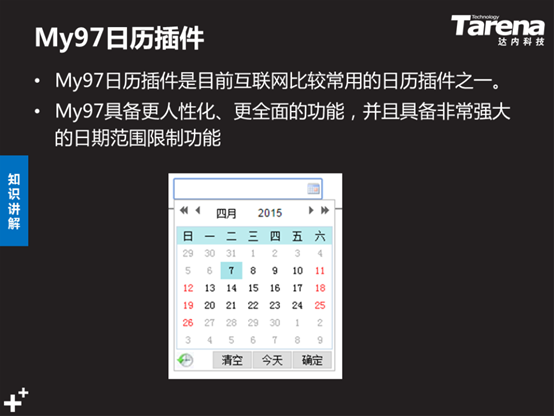 My97日历插件
Technology
Tarena
达内科技
• My97日历插件是目前互联网比较常用的日历插件之一。
• My97具备更人性化、更全面的功能，并且具备非常强大
的日期范围限制功能
知识讲解
四月 2015
日 一 二 三 四 五 六
29 30 31 1 2 3 4
5 6 7 8 9 10 11
12 13 14 15 16 17 18
19 20 21 22 23 24 25
26 27 28 29 30 1 2
3 4 5 6 7 8 9
清空 今天 确定